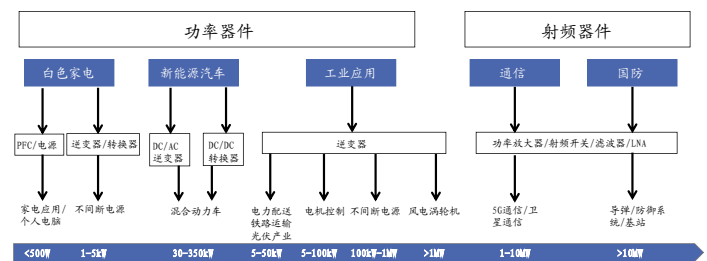 功率器件
射频器件
白色家电
新能源汽车
工业应用
通信
国防
PFC/电源
逆变器/转换器
DC/AC
逆变器
DC/DC
转换器
逆变器
功率放大器/射频开关/滤波器/LNA
家电应用/
个人电脑
不间断电源
混合动力车
电力配送
铁路运输
光伏产业
电机控制
不间断电源
风电涡轮机
5G通信/卫
星通信
导弹/防御系
统/基站
<500W
1-5kW
30-350kW
5-50kW
5-100kW
100kW-1MW
>1MW
1-10MW
>10MW